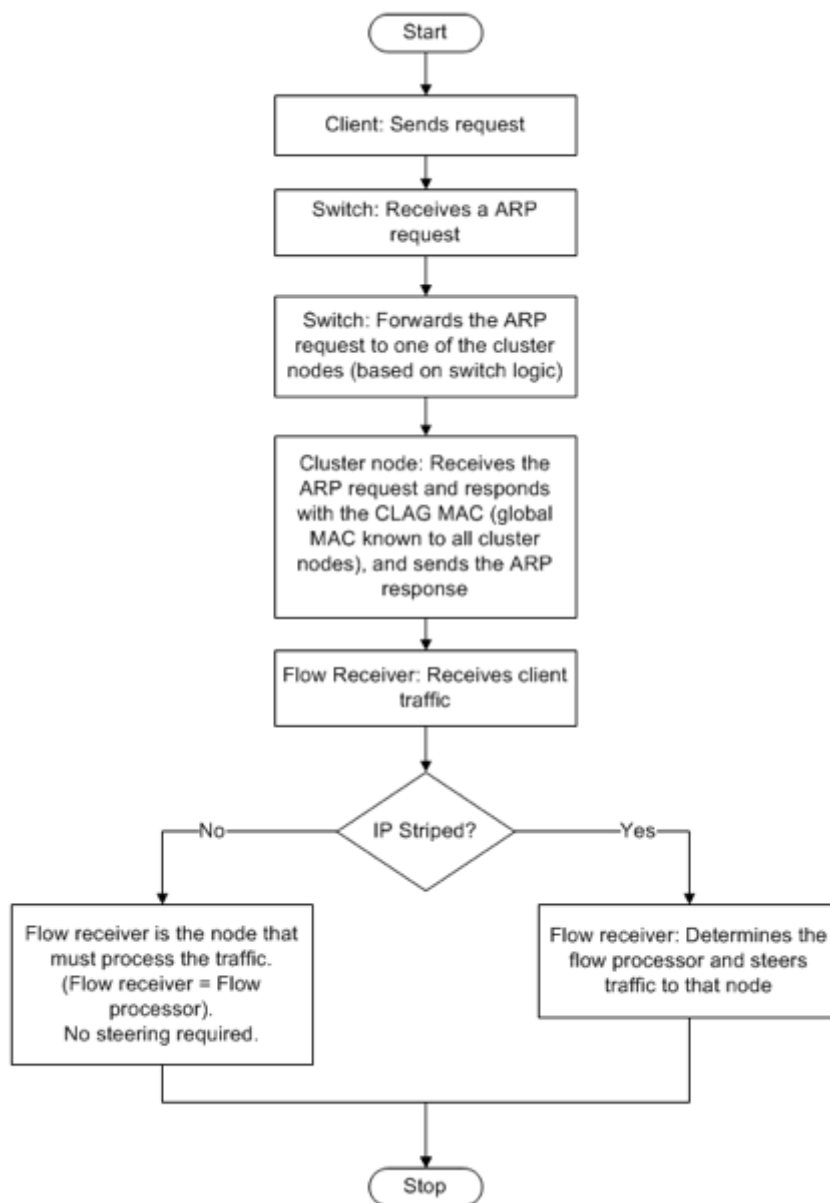 Start
Client: Sends request
Switch: Receives a ARP
request
Switch: Forwards the ARP
request to one of the cluster
nodes (based on switch logic)
Cluster node: Receives the
ARP request and responds
with the CLAG MAC (global
MAC known to all cluster
nodes), and sends the ARP
response
Flow Receiver: Receives client
traffic
IP Striped?
No
Yes
Flow receiver is the node that
must process the traffic.
(Flow receiver = Flow
processor).
No steering required.
Flow receiver: Determines the
flow processor and steers
traffic to that node
Stop